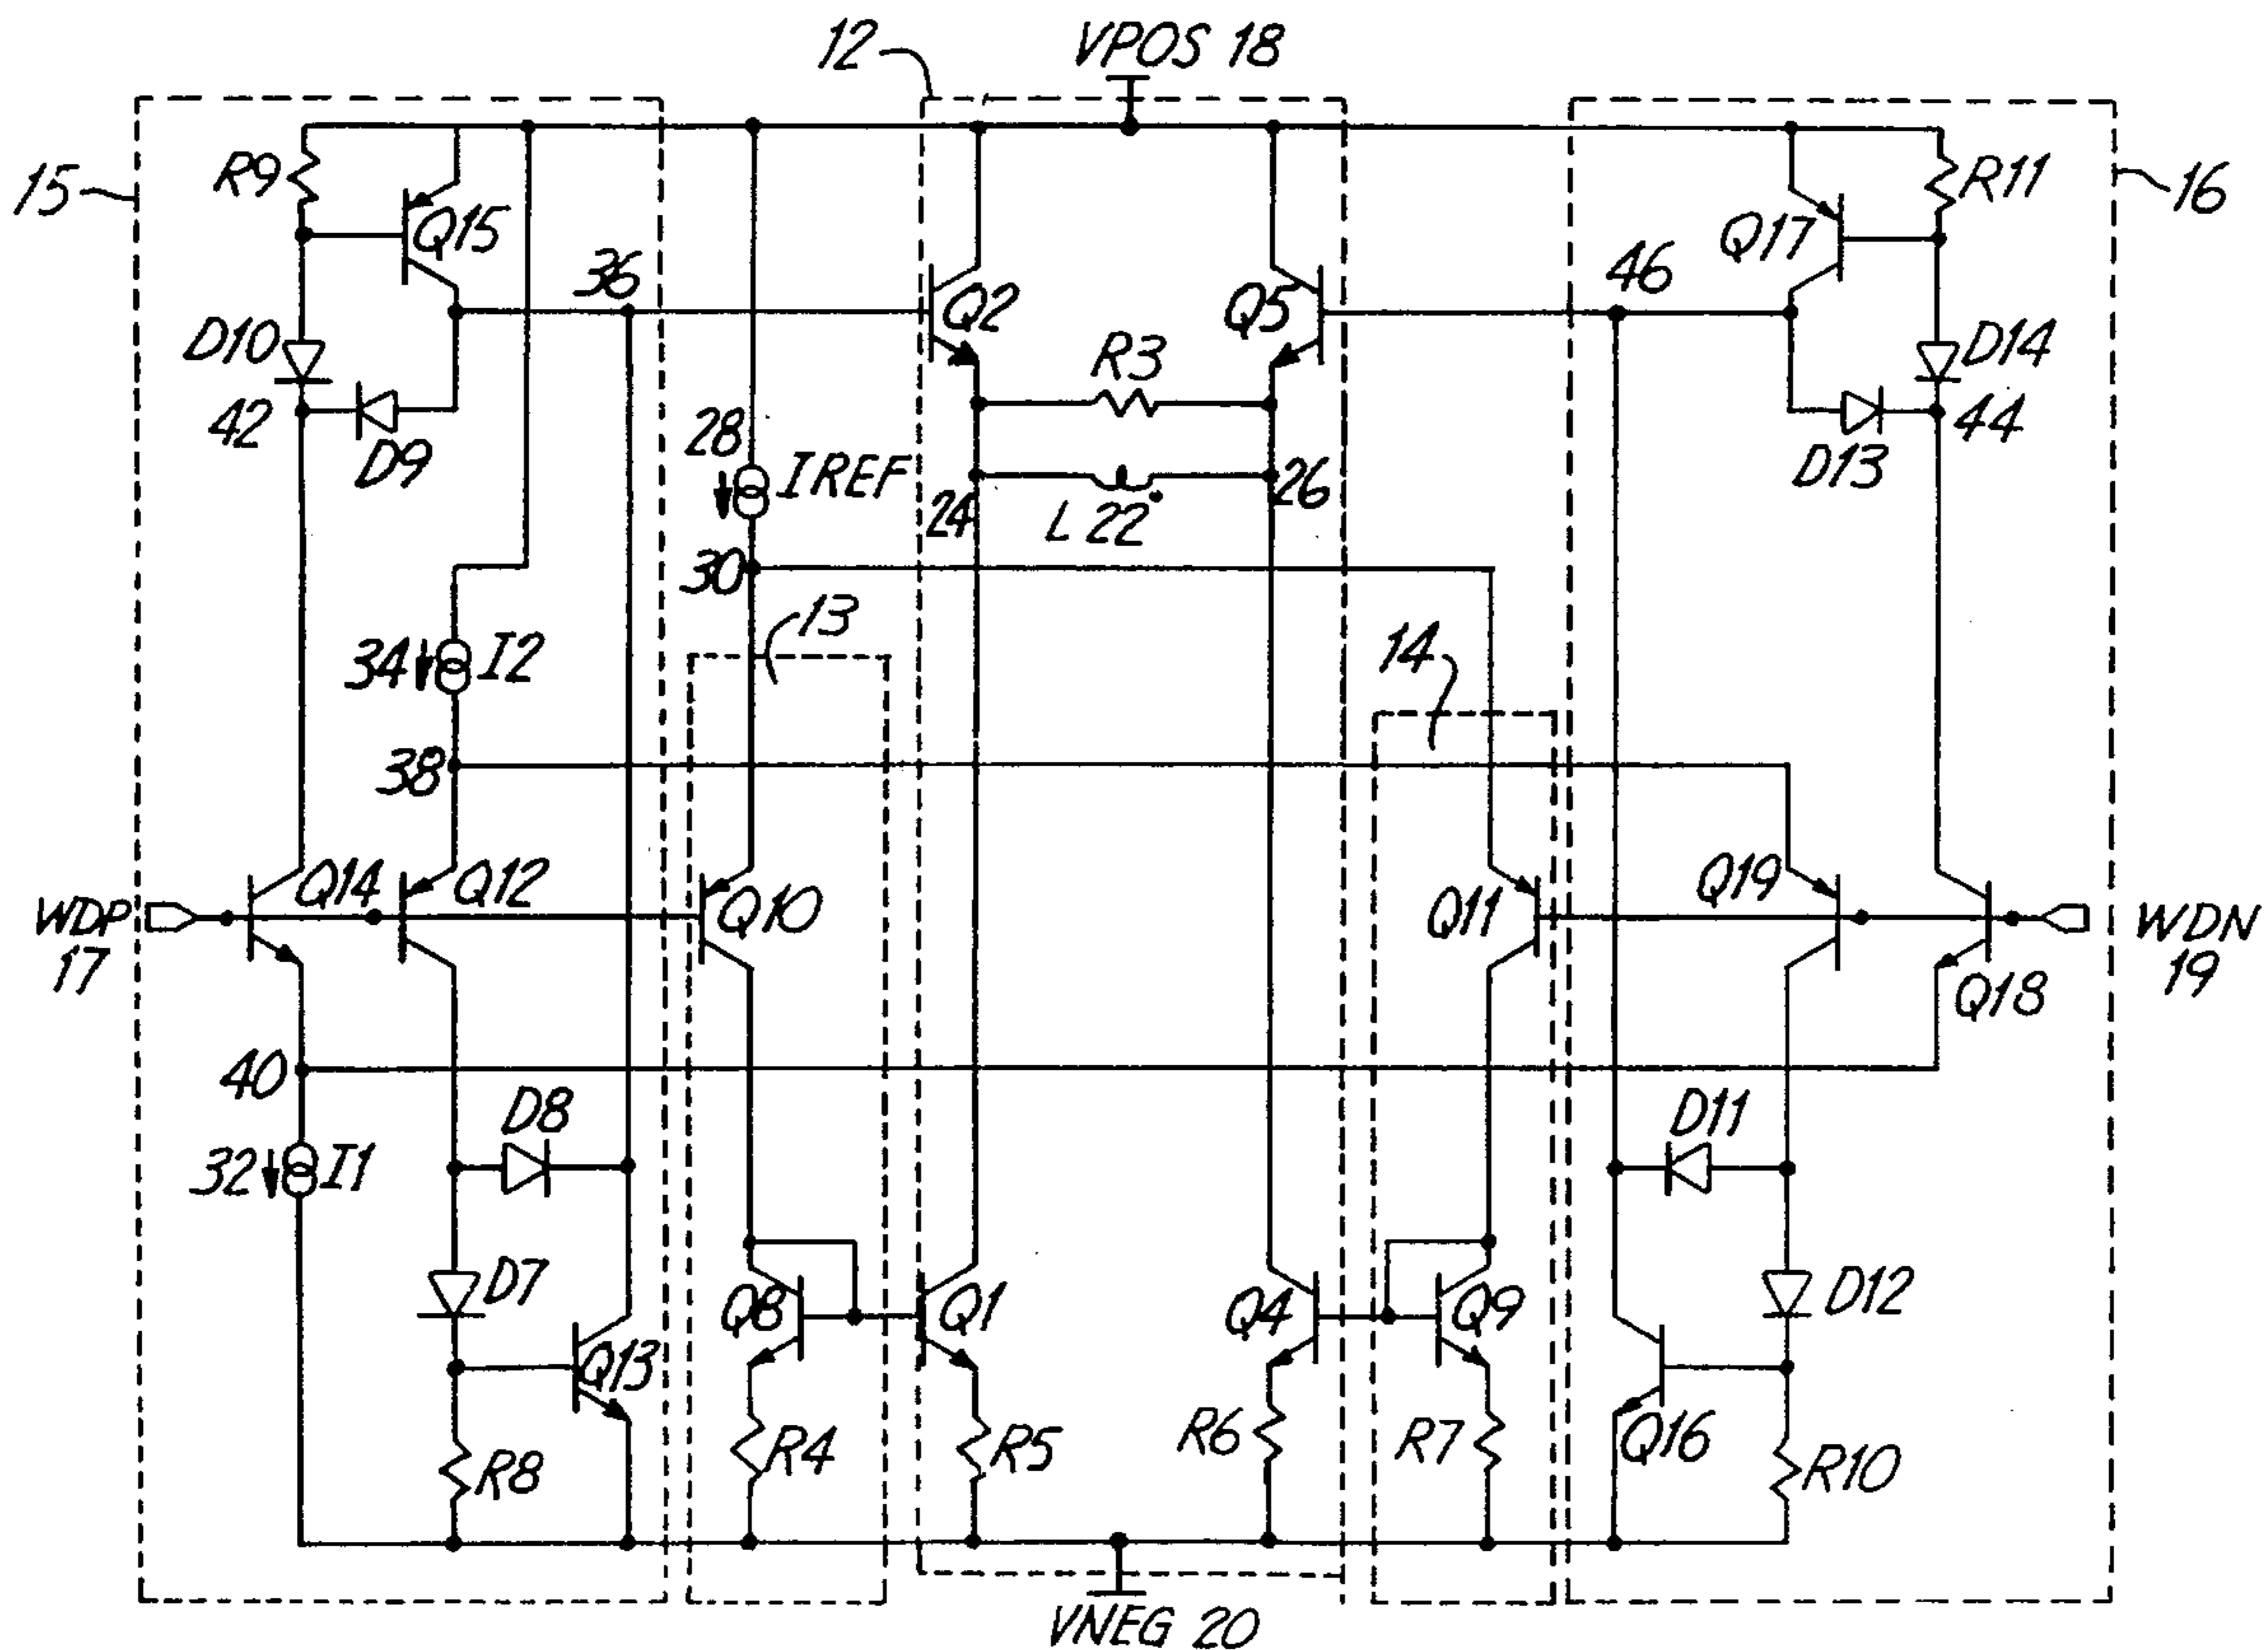 12
VPOS 18
15
R9
Q15
36
Q2
Q5
46
Q17
R11
16
D10
42
D9
28
IREF
R3
24
L 22
26
D13
D14
44
30
13
34
I2
38
14
WDP
17
Q14
Q12
Q10
Q11
Q19
Q18
WDN
19
40
D8
D11
32
I1
D7
Q13
Q8
Q1
Q4
Q9
D12
Q16
R8
R4
R5
R6
R7
R10
VNEG 20